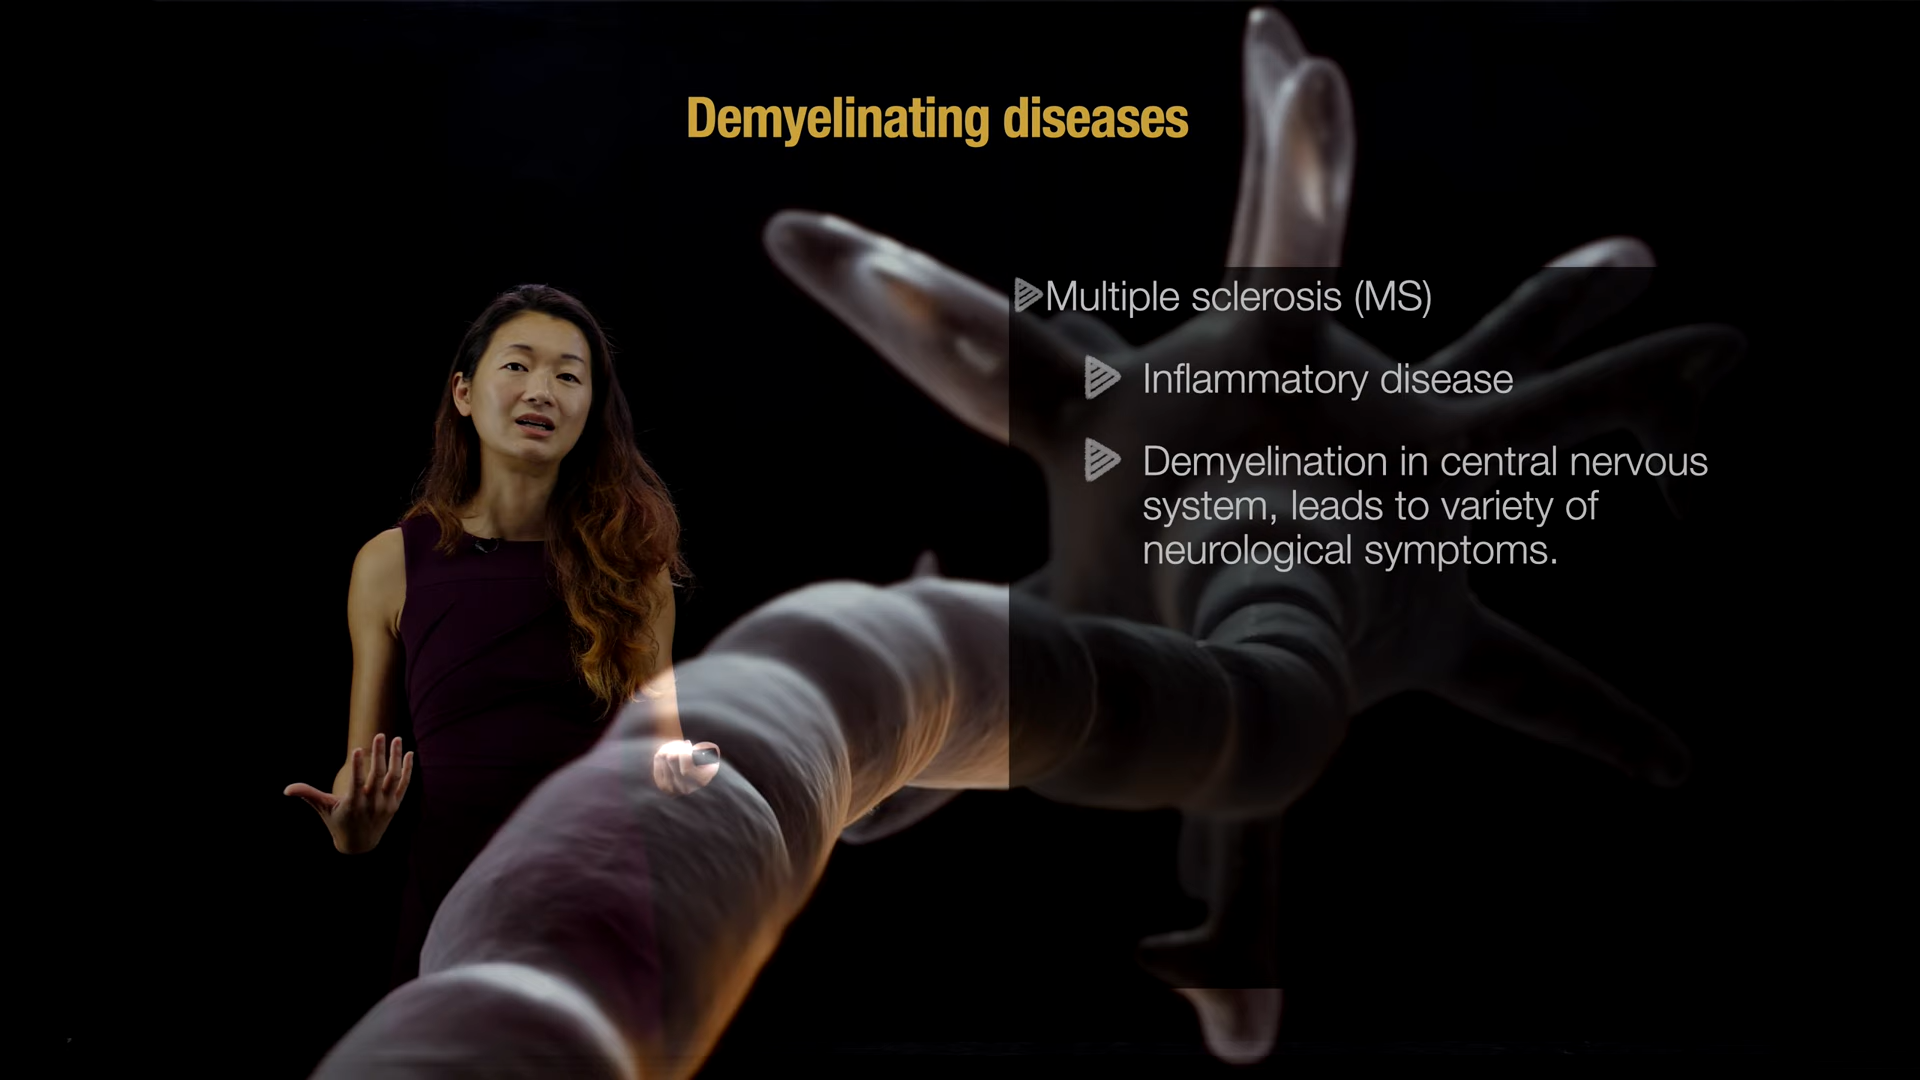 Demyelinating diseases
Multiple sclerosis (MS)
Inflammatory disease
Demyelination in central nervous
system, leads to variety of
neurological symptoms.